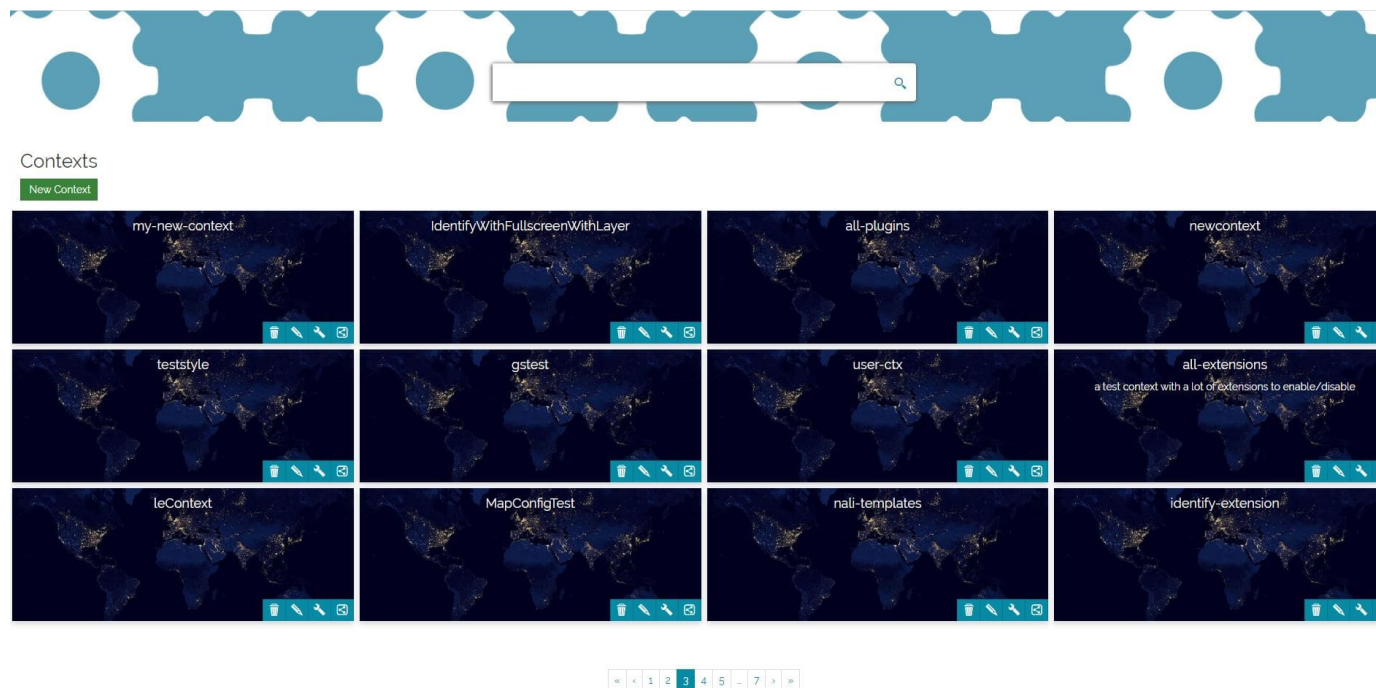 Contexts
New Context
my-new-context
IdentifyWithFullscreenWithLayer
all-plugins
newcontext
teststyle
gstest
user-ctx
all-extensions
a test context with a lot of extensions to enable/disable
leContext
MapConfigTest
nali-templates
identify-extension
« ‹ 1 2 3 4 5 ... 7 › »